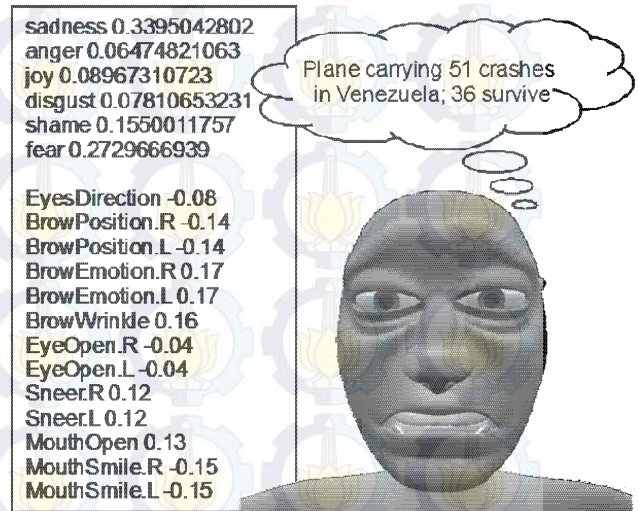 sadness 0.3395042802
anger 0.06474821063
joy 0.08967310723
disgust 0.07810653231
shame 0.1550011757
fear 0.2729666939
EyesDirection -0.08
BrowPosition.R -0.14
BrowPosition.L -0.14
BrowEmotion.R 0.17
BrowEmotion.L 0.17
BrowWrinkle 0.16
EyeOpen.R -0.04
EyeOpen.L -0.04
Sneer.R 0.12
Sneer.L 0.12
MouthOpen 0.13
MouthSmile.R -0.15
MouthSmile.L -0.15
Plane carrying 51 crashes
in Venezuela; 36 survive